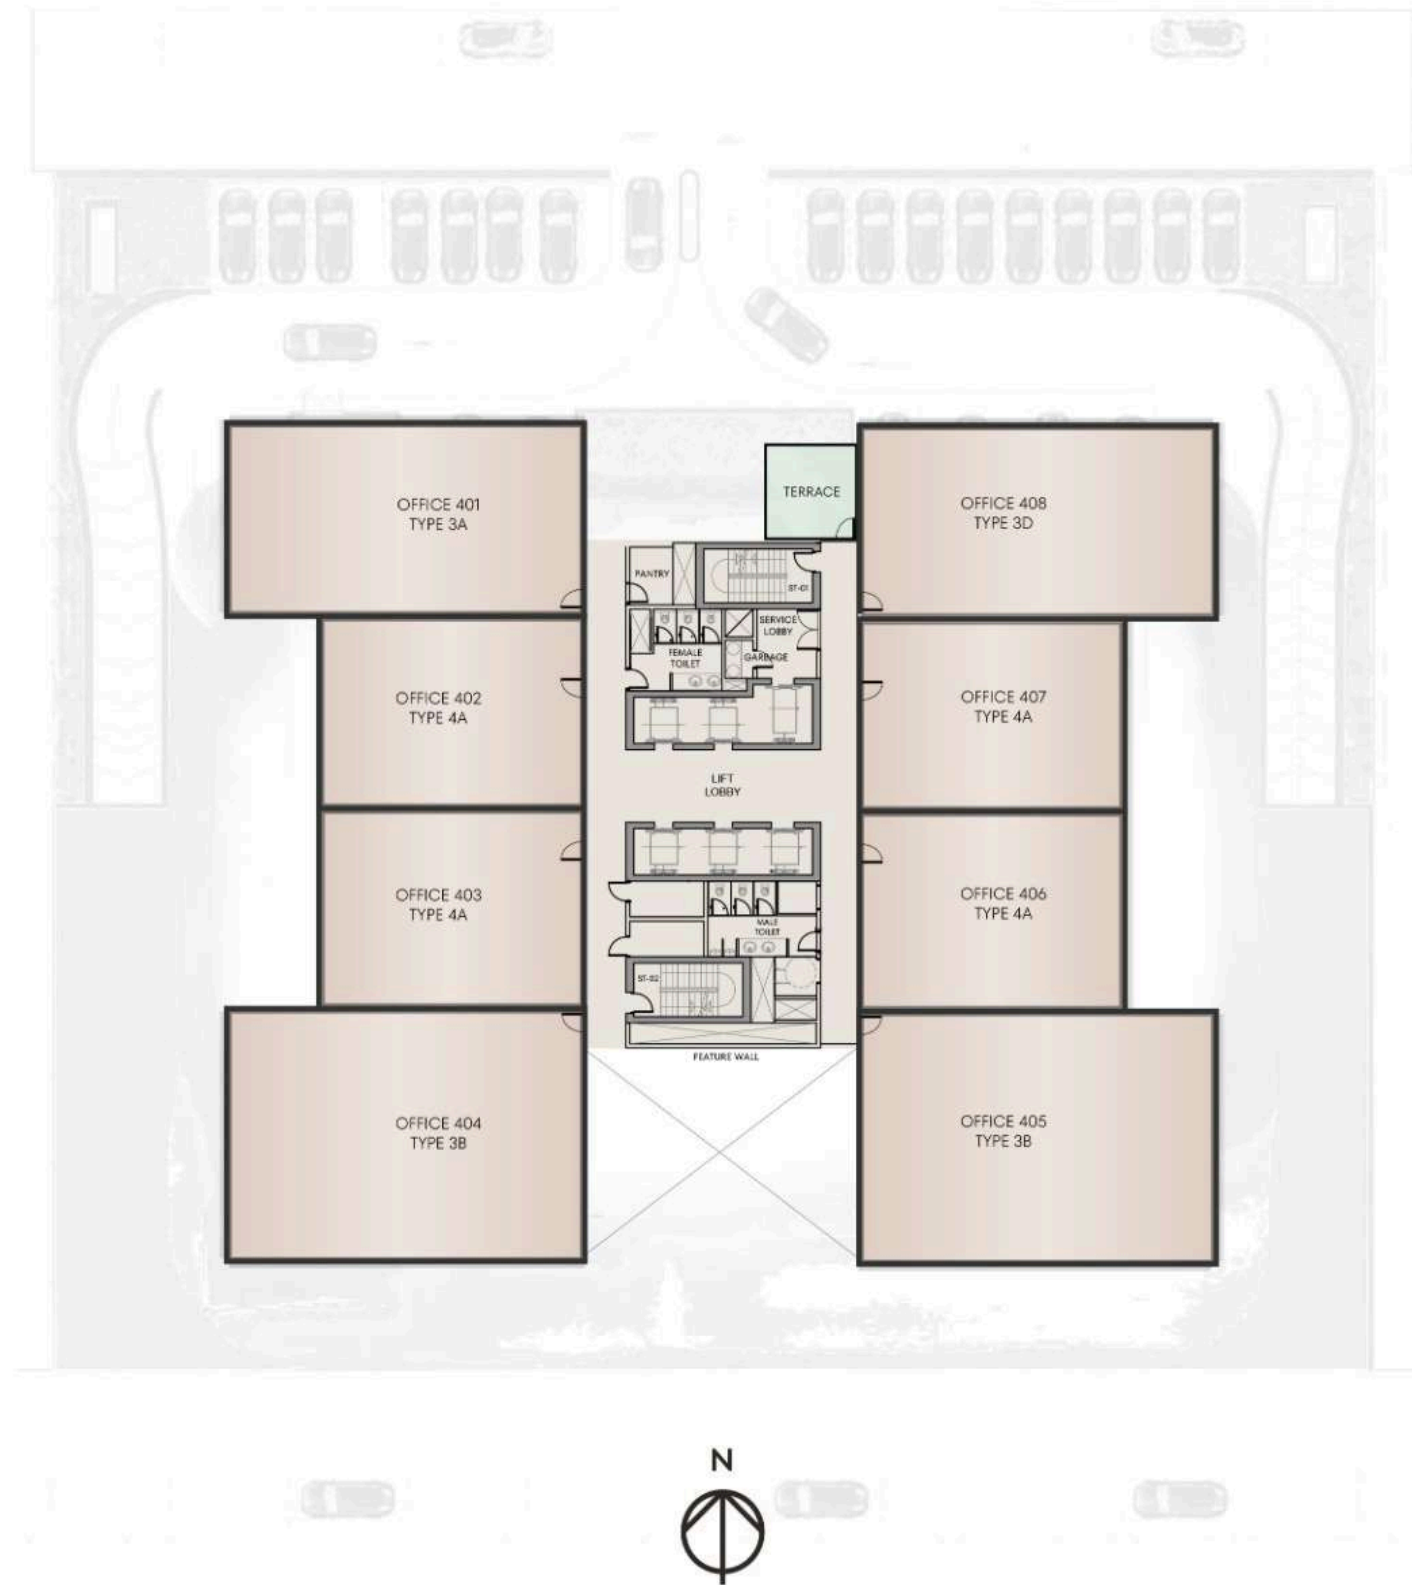 OFFICE 401
TYPE 3A
TERRACE
OFFICE 408
TYPE 3D
PANTRY
ST-01
SERVICE
LOBBY
FEMALE
TOILET
GARBAGE
OFFICE 402
TYPE 4A
OFFICE 407
TYPE 4A
LIFT
LOBBY
OFFICE 403
TYPE 4A
OFFICE 406
TYPE 4A
MALE
TOILET
ST-02
FEATURE WALL
OFFICE 404
TYPE 3B
OFFICE 405
TYPE 3B
N